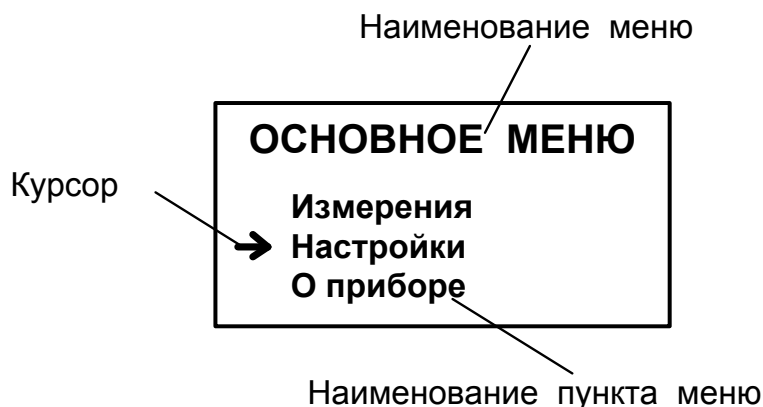 Наименование меню
ОСНОВНОЕ МЕНЮ
Курсор
Измерения
Настройки
О приборе
Наименование пункта меню